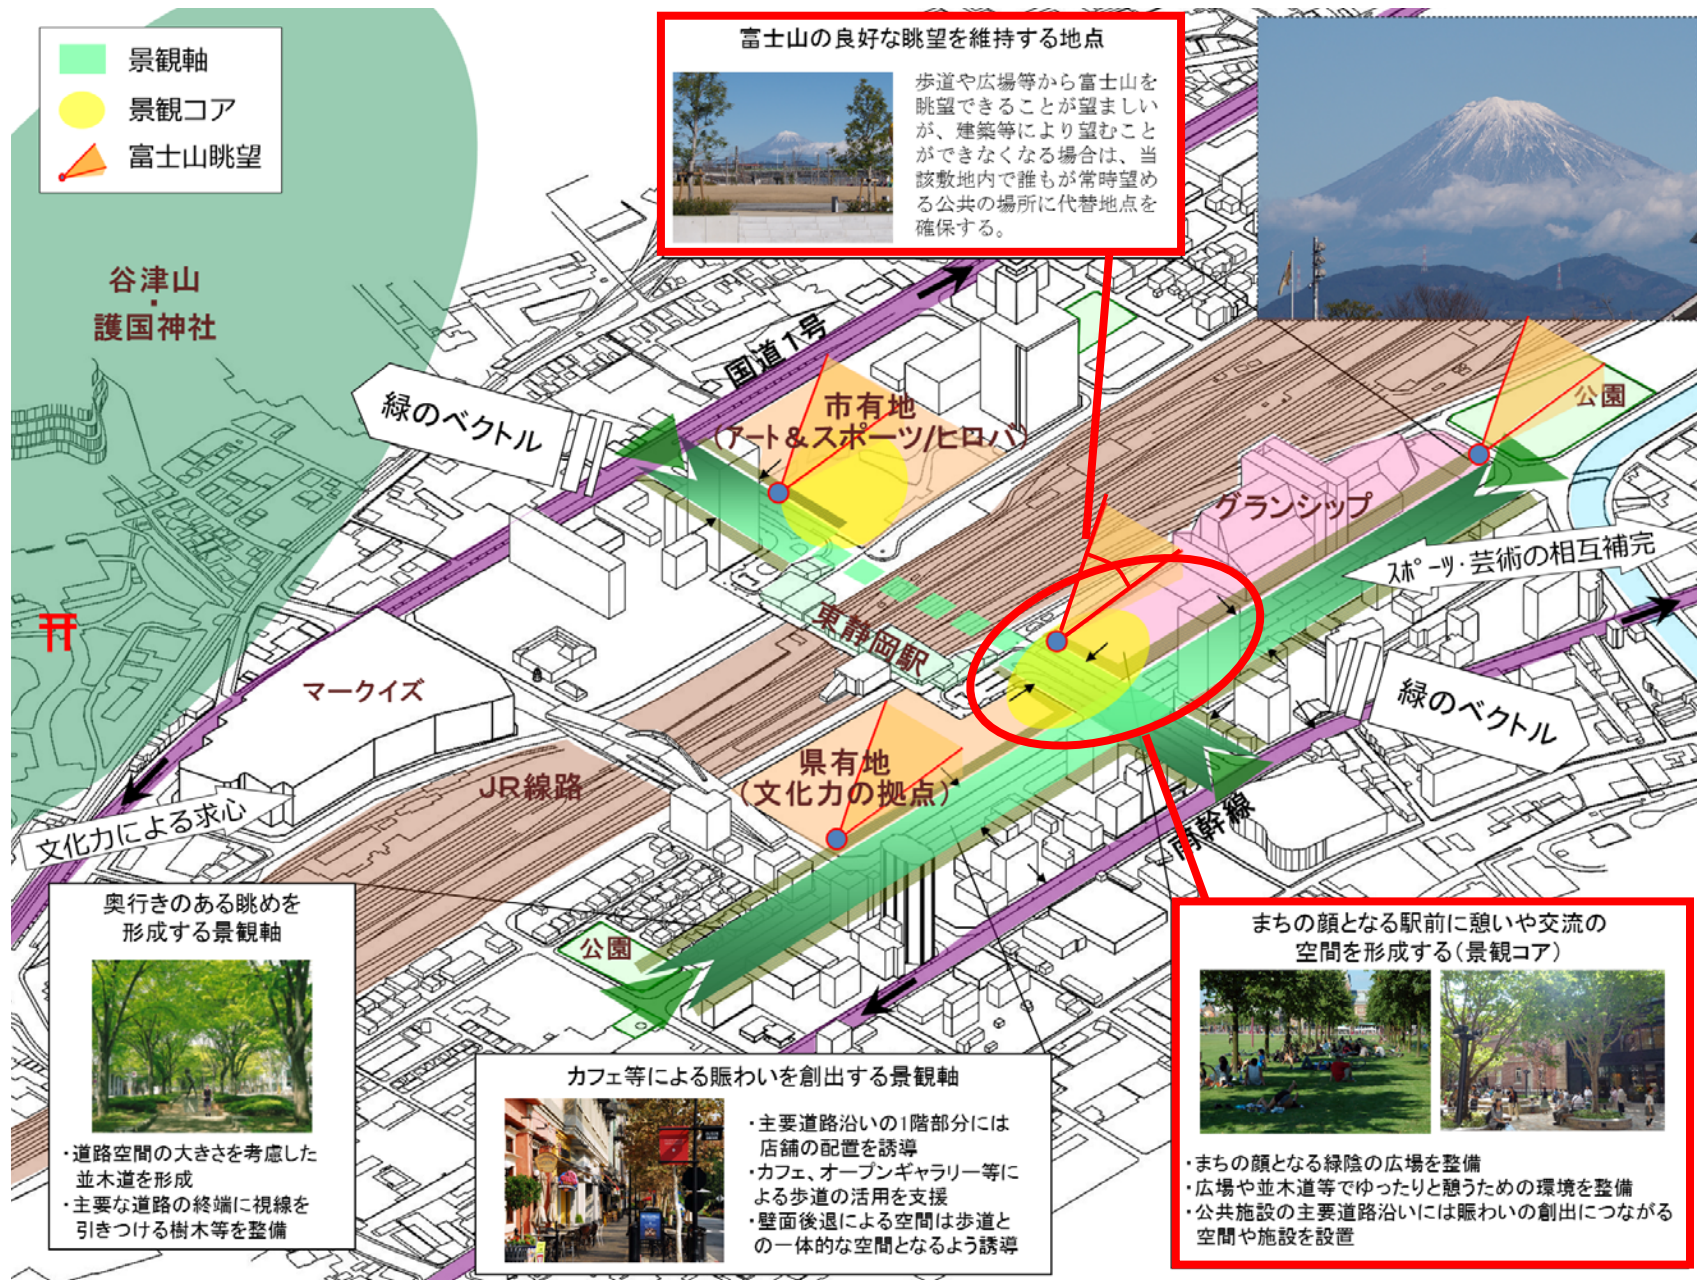 景観軸
景観コア
富士山眺望
富士山の良好な眺望を維持する地点
歩道や広場等から富士山を
眺望できることが望ましい
が、建築等により望むこと
ができなくなる場合は、当
該敷地内で誰もが常時望め
る公共の場所に代替地点を
確保する。
谷津山
・
護国神社
国道1号
緑のベクトル
市有地
(アート&スポーツ/ヒロバ)
公園
グランシップ
スポーツ・芸術の相互補完
東静岡駅
マークイズ
緑のベクトル
県有地
(文化力の拠点)
JR線路
南幹線
文化力による求心
公園
奥行きのある眺めを
形成する景観軸
・道路空間の大きさを考慮した
並木道を形成
・主要な道路の終端に視線を
引きつける樹木等を整備
カフェ等による賑わいを創出する景観軸
・主要道路沿いの1階部分には
店舗の配置を誘導
・カフェ、オープンギャラリー等に
よる歩道の活用を支援
・壁面後退による空間は歩道と
の一体的な空間となるよう誘導
まちの顔となる駅前に憩いや交流の
空間を形成する(景観コア)
・まちの顔となる緑陰の広場を整備
・広場や並木道等でゆったりと憩うための環境を整備
・公共施設の主要道路沿いには賑わいの創出につながる
空間や施設を設置